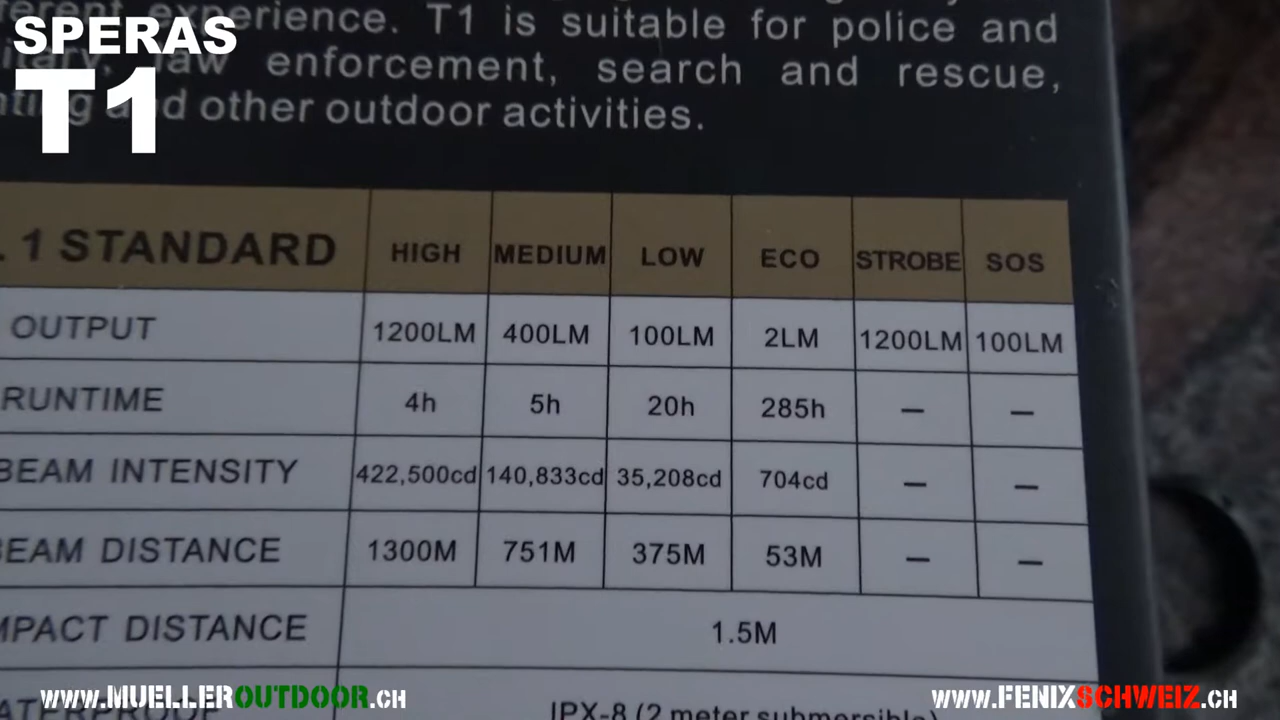 experience. T1 is suitable for police and
SPERAS
law enforcement, search and rescue,
T1
and other outdoor activities.
1 STANDARD HIGH MEDIUM LOW ECO STROBE SOS
OUTPUT 1200LM 400LM 100LM 2LM 1200LM 100LM
RUNTIME 4h 5h 20h 285h – –
BEAM INTENSITY 422,500cd 140,833cd 35,208cd 704cd – –
BEAM DISTANCE 1300M 751M 375M 53M – –
MPACT DISTANCE 1.5M
IPX-8 (2 meter submersible)
www.MUELLEROUTDOOR.CH
www.FENIXSCHWEIZ.CH